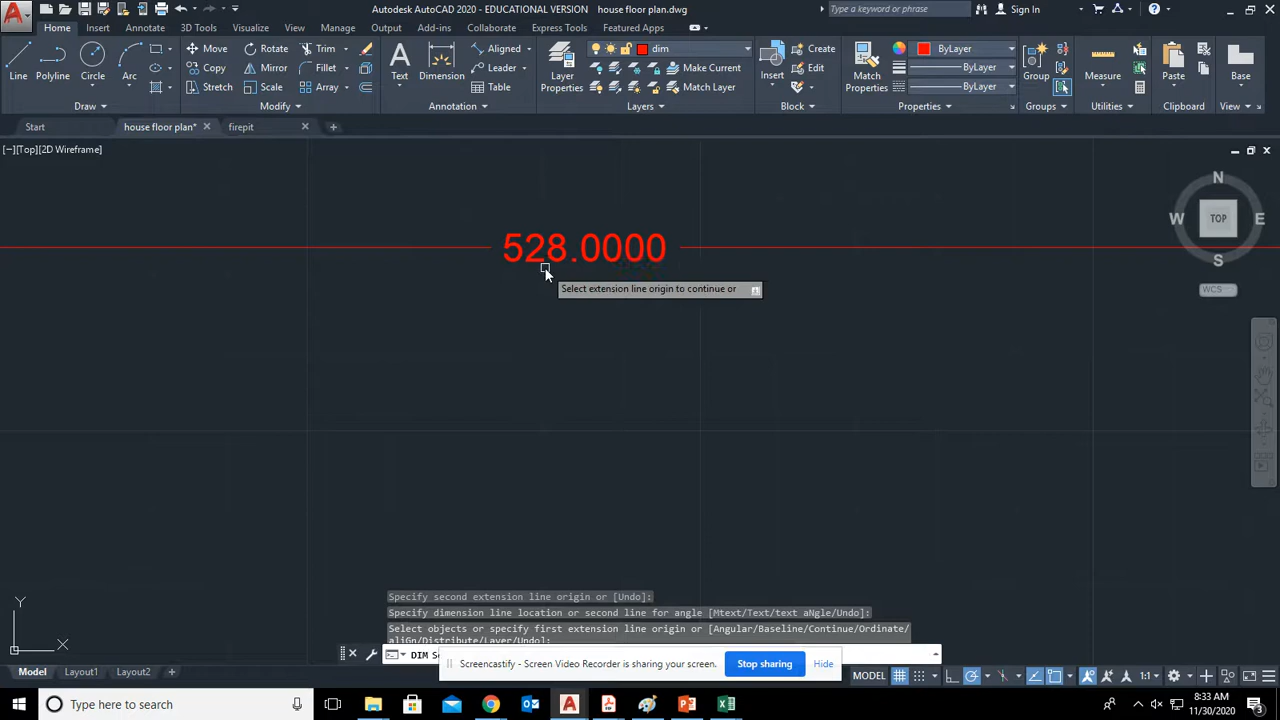 Autodesk AutoCAD 2020 - EDUCATIONAL VERSION house floor plan.dwg
Type a keyword or phrase
Sign In
Home Insert Annotate 3D Tools Visualize View Manage Output Add-ins Collaborate Express Tools Featured Apps
Line Polyline Circle Arc
Move Rotate Trim
Copy Mirror Fillet
Stretch Scale Array
Text Dimension
Aligned
Leader
Table
Layer Properties
dim
Make Current
Match Layer
Insert
Create
Edit
Match Properties
ByLayer
ByLayer
ByLayer
Group
Measure
Paste
Base
Draw Modify Annotation Layers Block Properties Groups Utilities Clipboard View
Start house floor plan* firepit
[−][Top][2D Wireframe]
N
W TOP E
S
WCS
528.0000
Select extension line origin to continue or
Y
X
Specify second extension line origin or [Undo]:
Specify dimension line location or second line for angle [Mtext/Text/text aNgle/Undo]:
Select objects or specify first extension line origin or [Angular/Baseline/Continue/Ordinate/
aliGn/Distribute/Layer/Undo]:
DIM
Screencastify - Screen Video Recorder is sharing your screen. Stop sharing Hide
Model Layout1 Layout2
MODEL 1:1
Type here to search
8:33 AM
11/30/2020